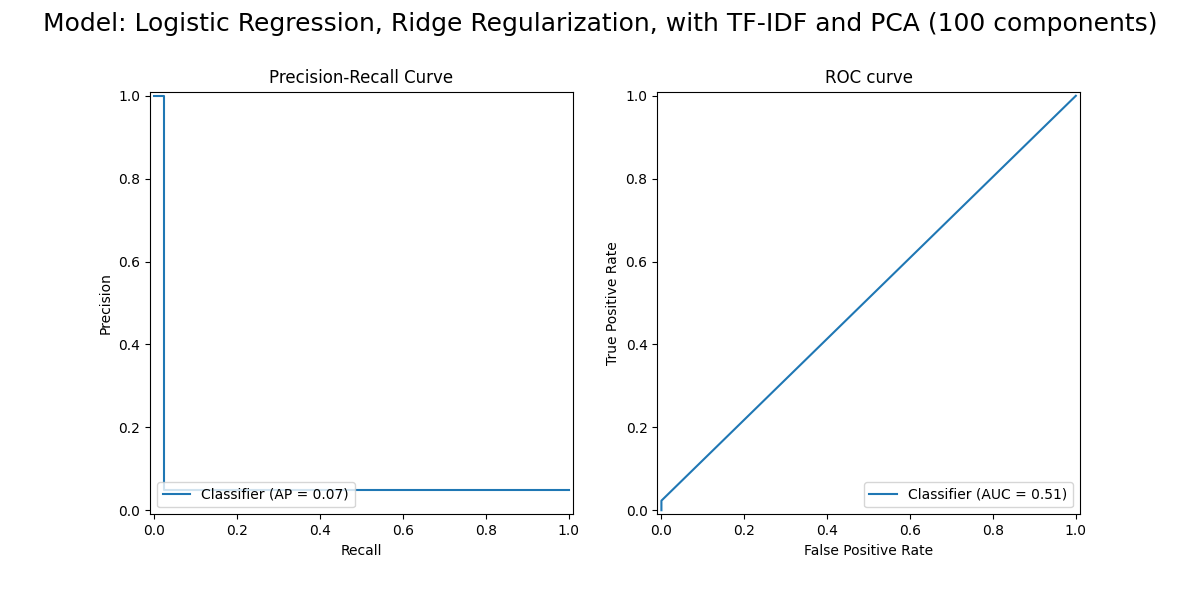 Model: Logistic Regression, Ridge Regularization, with TF-IDF and PCA (100 components)
Precision-Recall Curve
1.0
0.8
0.6
0.4
0.2
0.0
Precision
0.0 0.2 0.4 0.6 0.8 1.0
Recall
Classifier (AP = 0.07)
ROC curve
1.0
0.8
0.6
0.4
0.2
0.0
True Positive Rate
0.0 0.2 0.4 0.6 0.8 1.0
False Positive Rate
Classifier (AUC = 0.51)